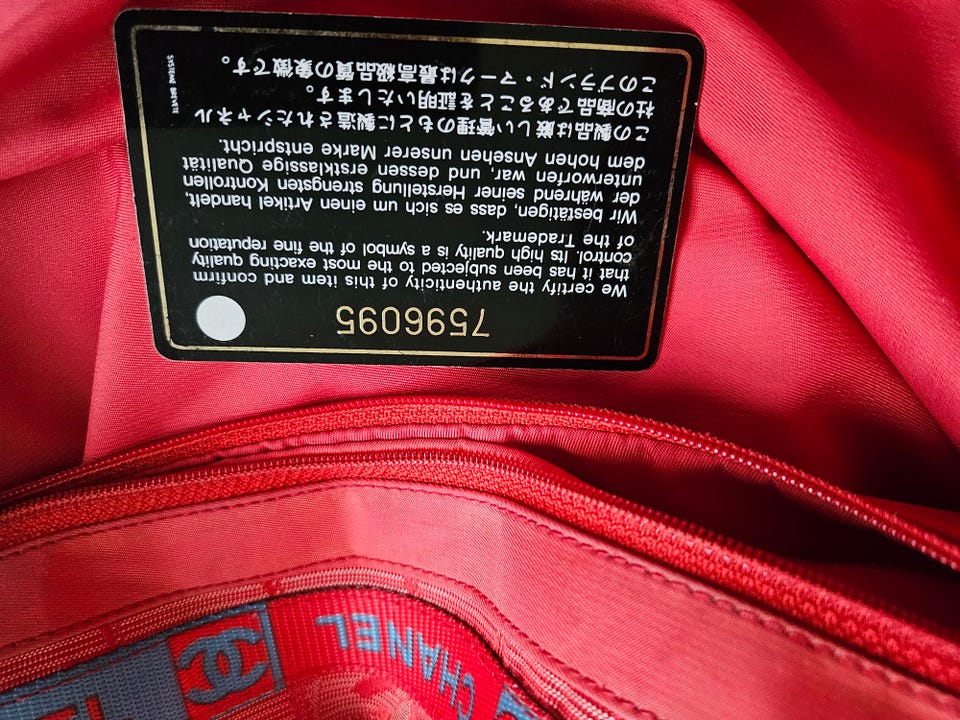 7596095
We certify the authenticity of this item and confirm
that it has been subjected to the most exacting quality
control. Its high quality is a symbol of the fine reputation
of the Trademark.
Wir bestätigen, dass es sich um einen Artikel handelt,
der während seiner Herstellung strengsten Kontrollen
unterworfen war, und dessen erstklassige Qualität
dem hohen Ansehen unserer Marke entspricht.
この製品は厳しい管理のもとに製造されたシャネル
社の商品であることを証明いたします。
このブランド・マークは最高級品質の象徴です。
SYSTEME BREVETE
CHANEL